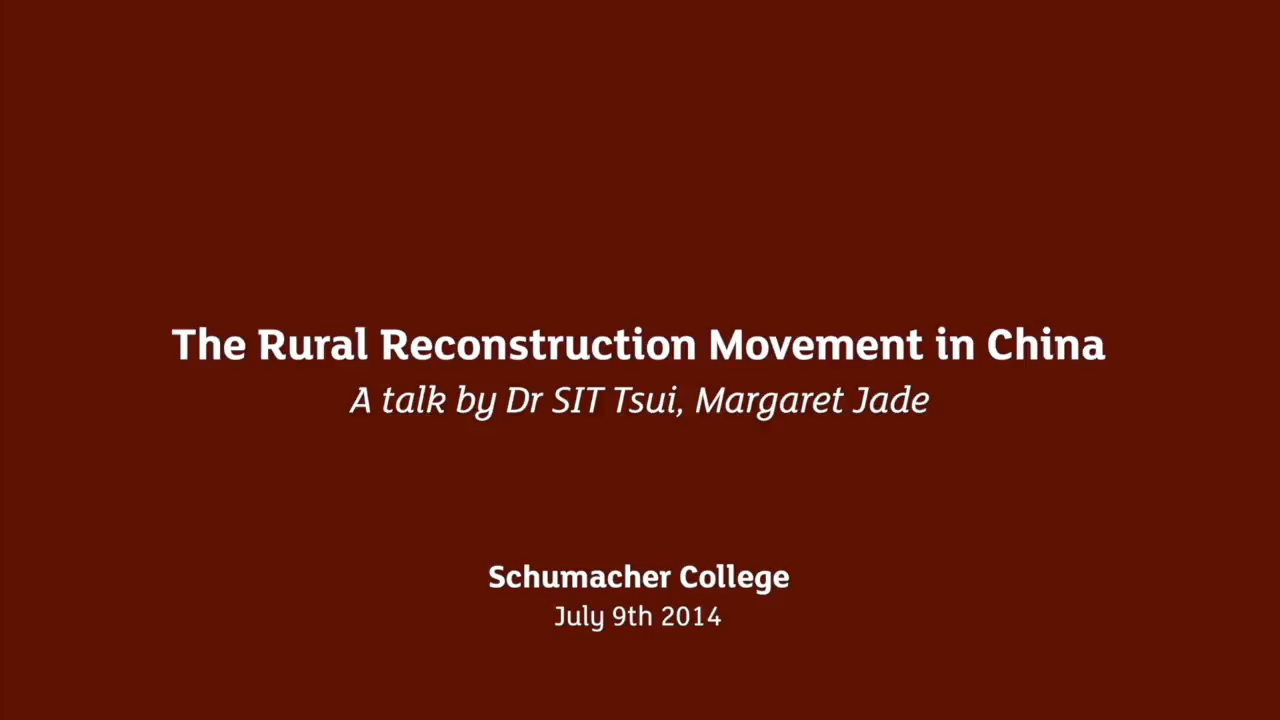 The Rural Reconstruction Movement in China
A talk by Dr SIT Tsui, Margaret Jade
Schumacher College
July 9th 2014